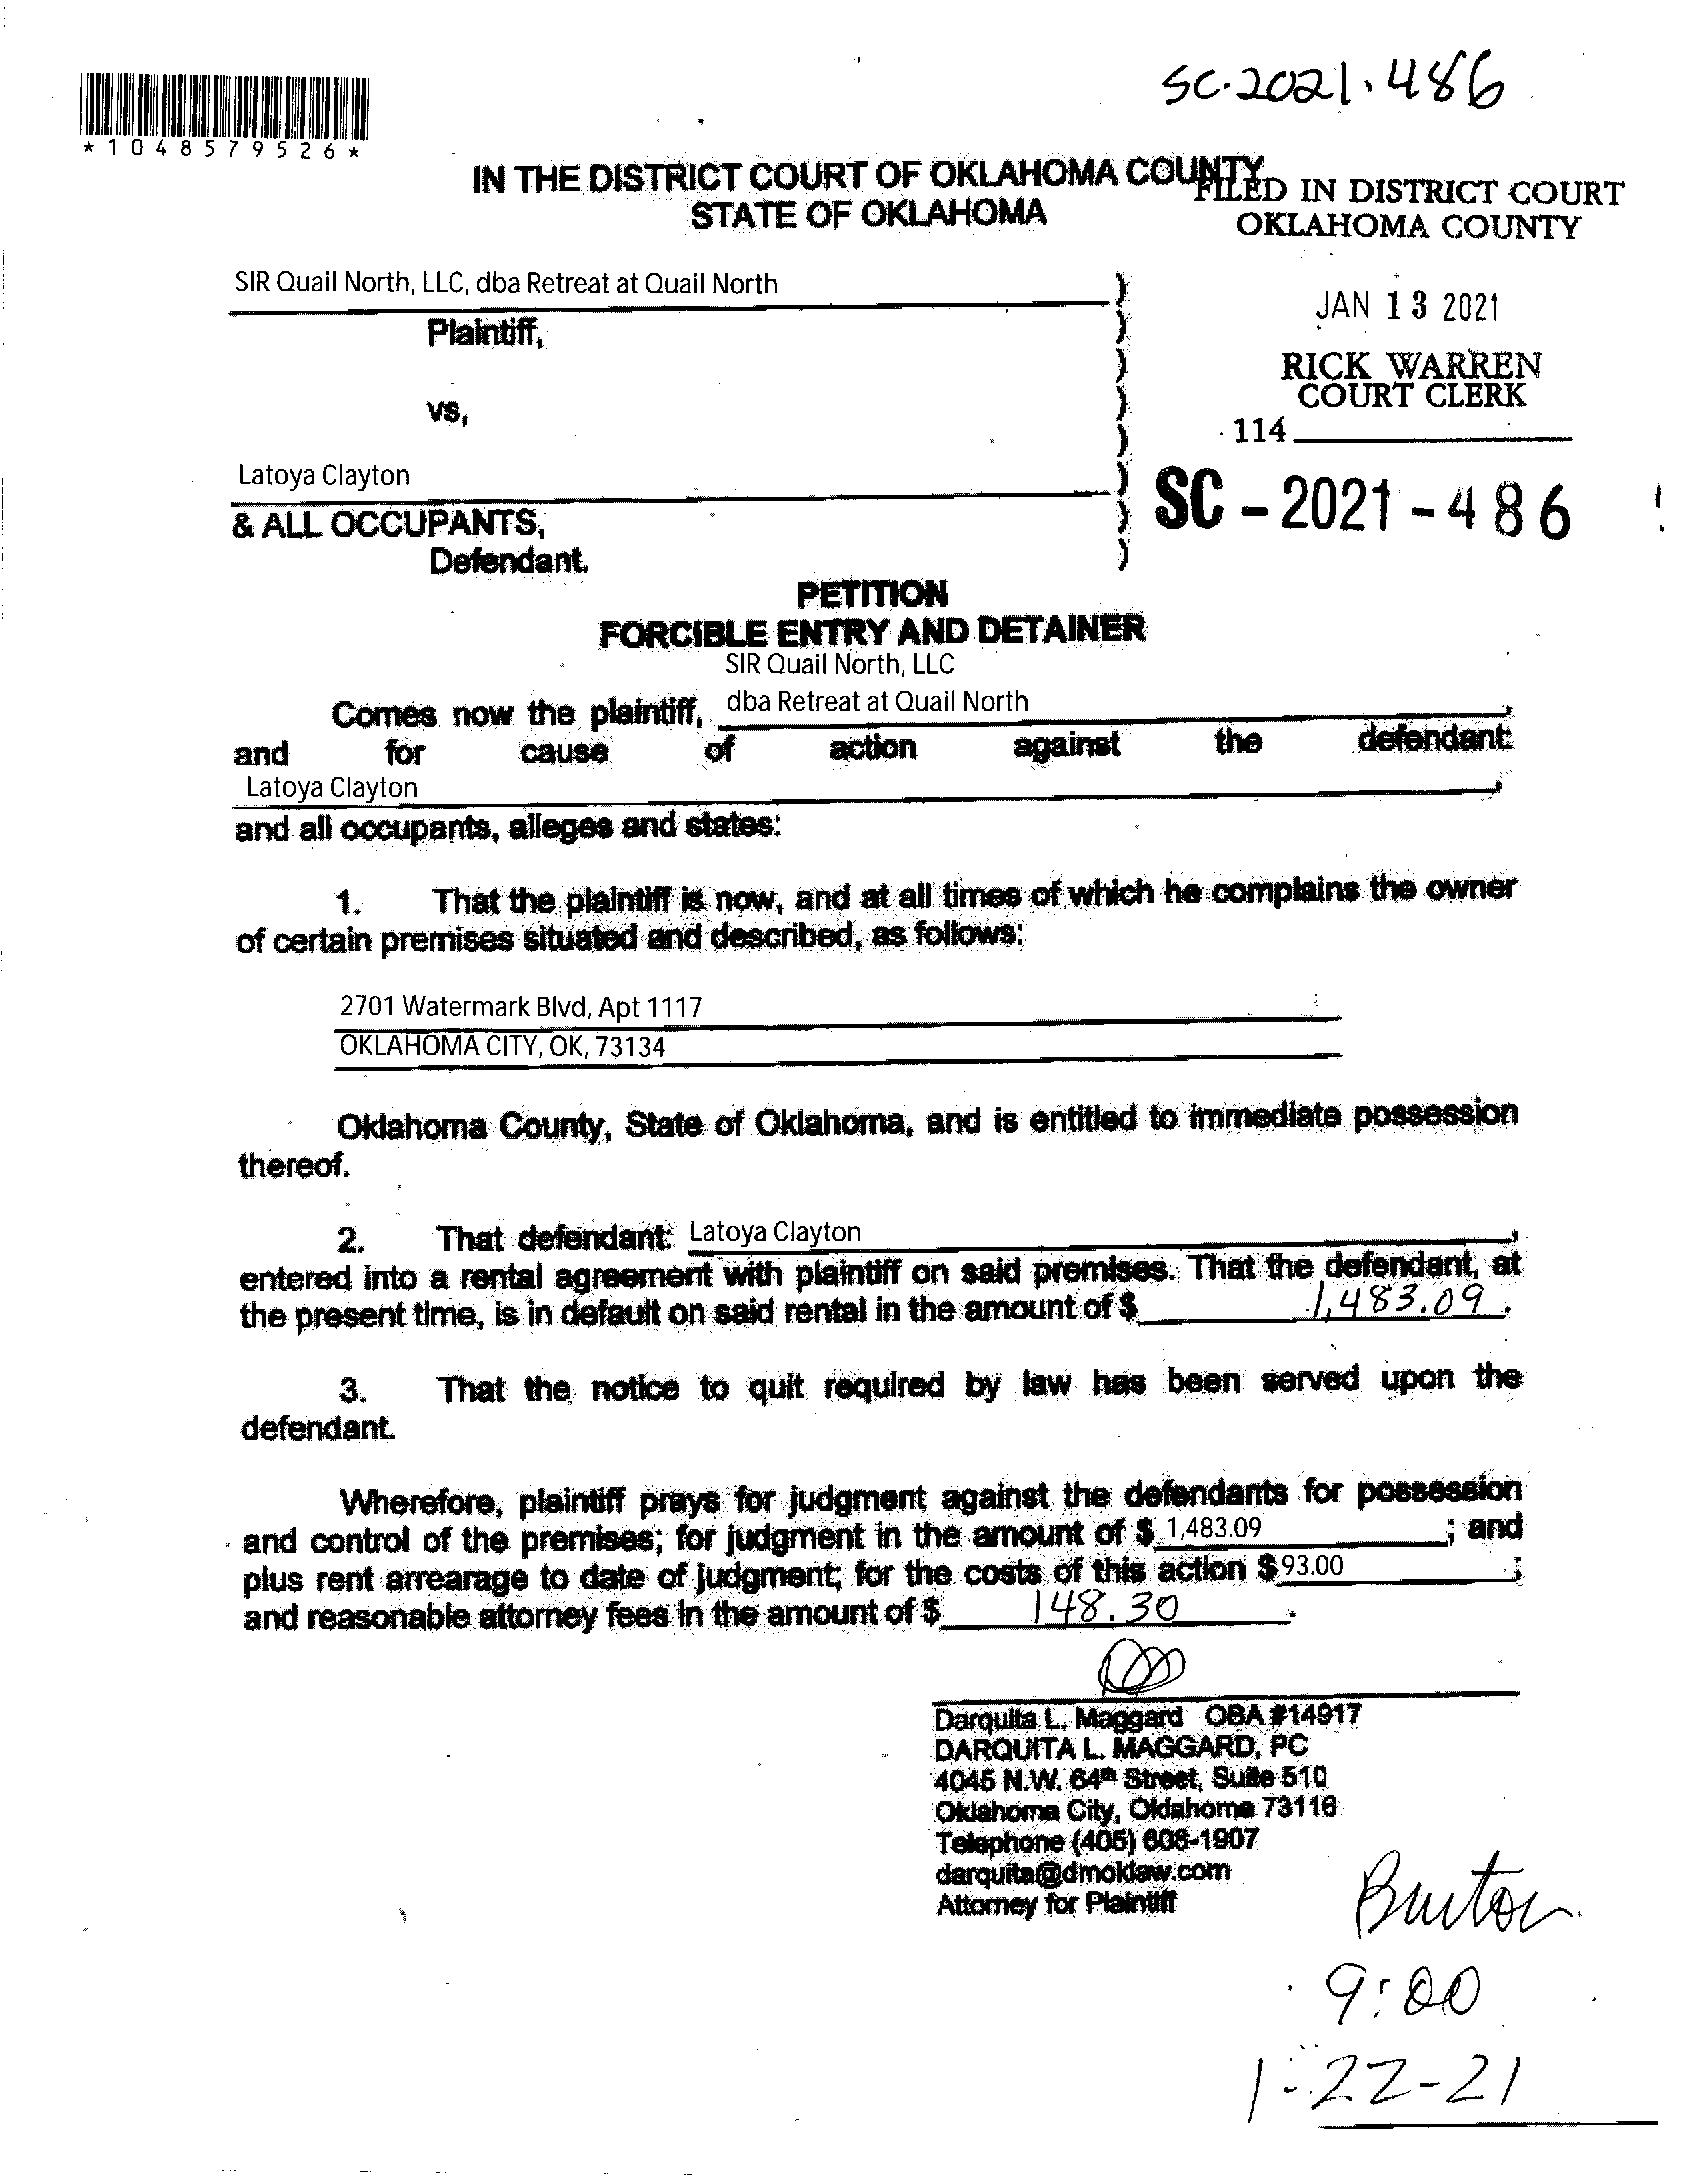 SC-2021-486
*1048579526*
IN THE DISTRICT COURT OF OKLAHOMA COUNTY
STATE OF OKLAHOMA
FILED IN DISTRICT COURT
OKLAHOMA COUNTY
JAN 13 2021
RICK WARREN
COURT CLERK
114
SC-2021-486
SIR Quail North, LLC, dba Retreat at Quail North
Plaintiff,
vs,
Latoya Clayton
& ALL OCCUPANTS,
Defendant.
PETITION
FORCIBLE ENTRY AND DETAINER
SIR Quail North, LLC
Comes now the plaintiff, dba Retreat at Quail North,
and for cause of action against the defendant:
Latoya Clayton,
and all occupants, alleges and states:
1. That the plaintiff is now, and at all times of which he complains the owner
of certain premises situated and described, as follows:
2701 Watermark Blvd, Apt 1117
OKLAHOMA CITY, OK, 73134
Oklahoma County, State of Oklahoma, and is entitled to immediate possession
thereof.
2. That defendant: Latoya Clayton,
entered into a rental agreement with plaintiff on said premises. That the defendant, at
the present time, is in default on said rental in the amount of $ 1,483.09.
3. That the notice to quit required by law has been served upon the
defendant.
Wherefore, plaintiff prays for judgment against the defendants for possession
and control of the premises; for judgment in the amount of $ 1,483.09; and
plus rent arrearage to date of judgment; for the costs of this action $93.00;
and reasonable attorney fees in the amount of $ 148.30.
Darquita L. Maggard OBA #14917
DARQUITA L. MAGGARD, PC
4045 N.W. 64th Street, Suite 510
Oklahoma City, Oklahoma 73116
Telephone (405) 608-1907
darquita@dmoklaw.com
Attorney for Plaintiff
Burton
9:00
1-22-21